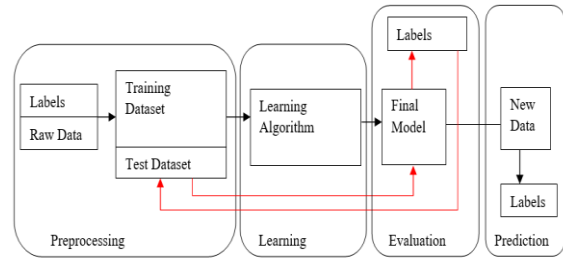 Labels
Raw Data
Training
Dataset
Test Dataset
Preprocessing
Learning
Algorithm
Learning
Labels
Final
Model
Evaluation
New
Data
Labels
Prediction